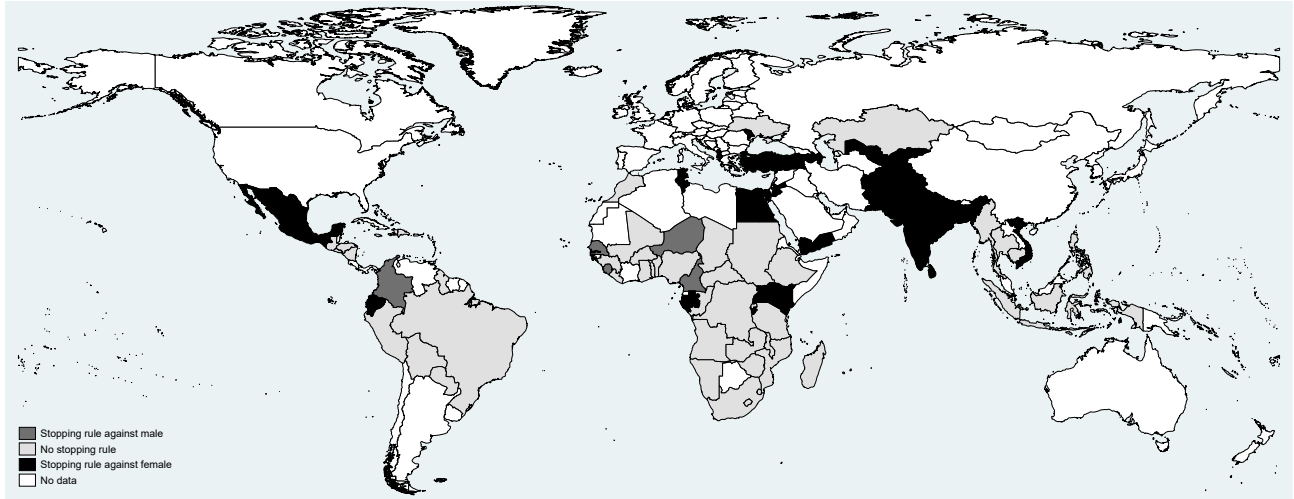 Stopping rule against male
No stopping rule
Stopping rule against female
No data